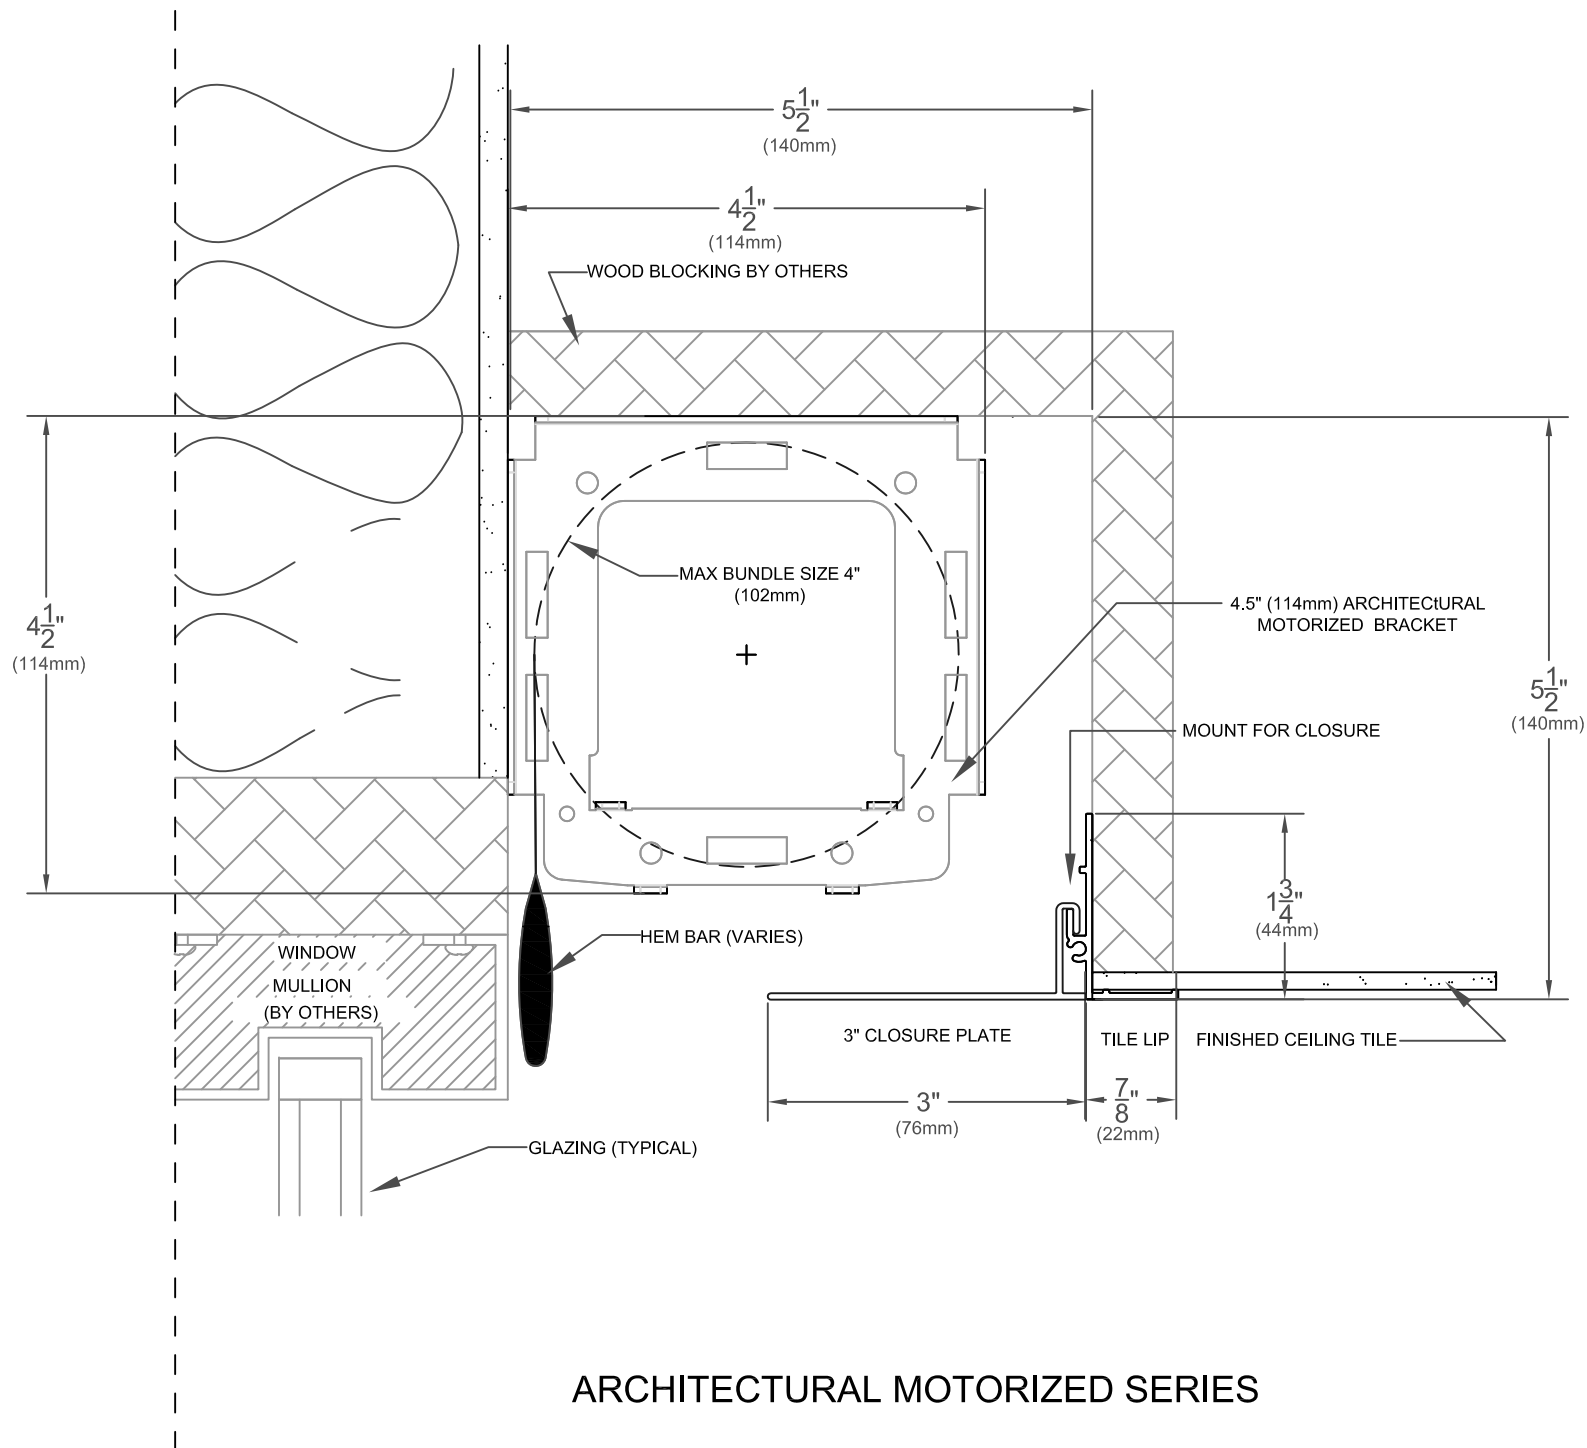 5 1/2"
(140mm)
4 1/2"
(114mm)
WOOD BLOCKING BY OTHERS
MAX BUNDLE SIZE 4"
(102mm)
4.5" (114mm) ARCHITECtURAL
MOTORIZED BRACKET
4 1/2"
(114mm)
5 1/2"
(140mm)
MOUNT FOR CLOSURE
1 3/4"
(44mm)
HEM BAR (VARIES)
WINDOW
MULLION
(BY OTHERS)
3" CLOSURE PLATE
TILE LIP
FINISHED CEILING TILE
3"
(76mm)
7/8"
(22mm)
GLAZING (TYPICAL)
ARCHITECTURAL MOTORIZED SERIES